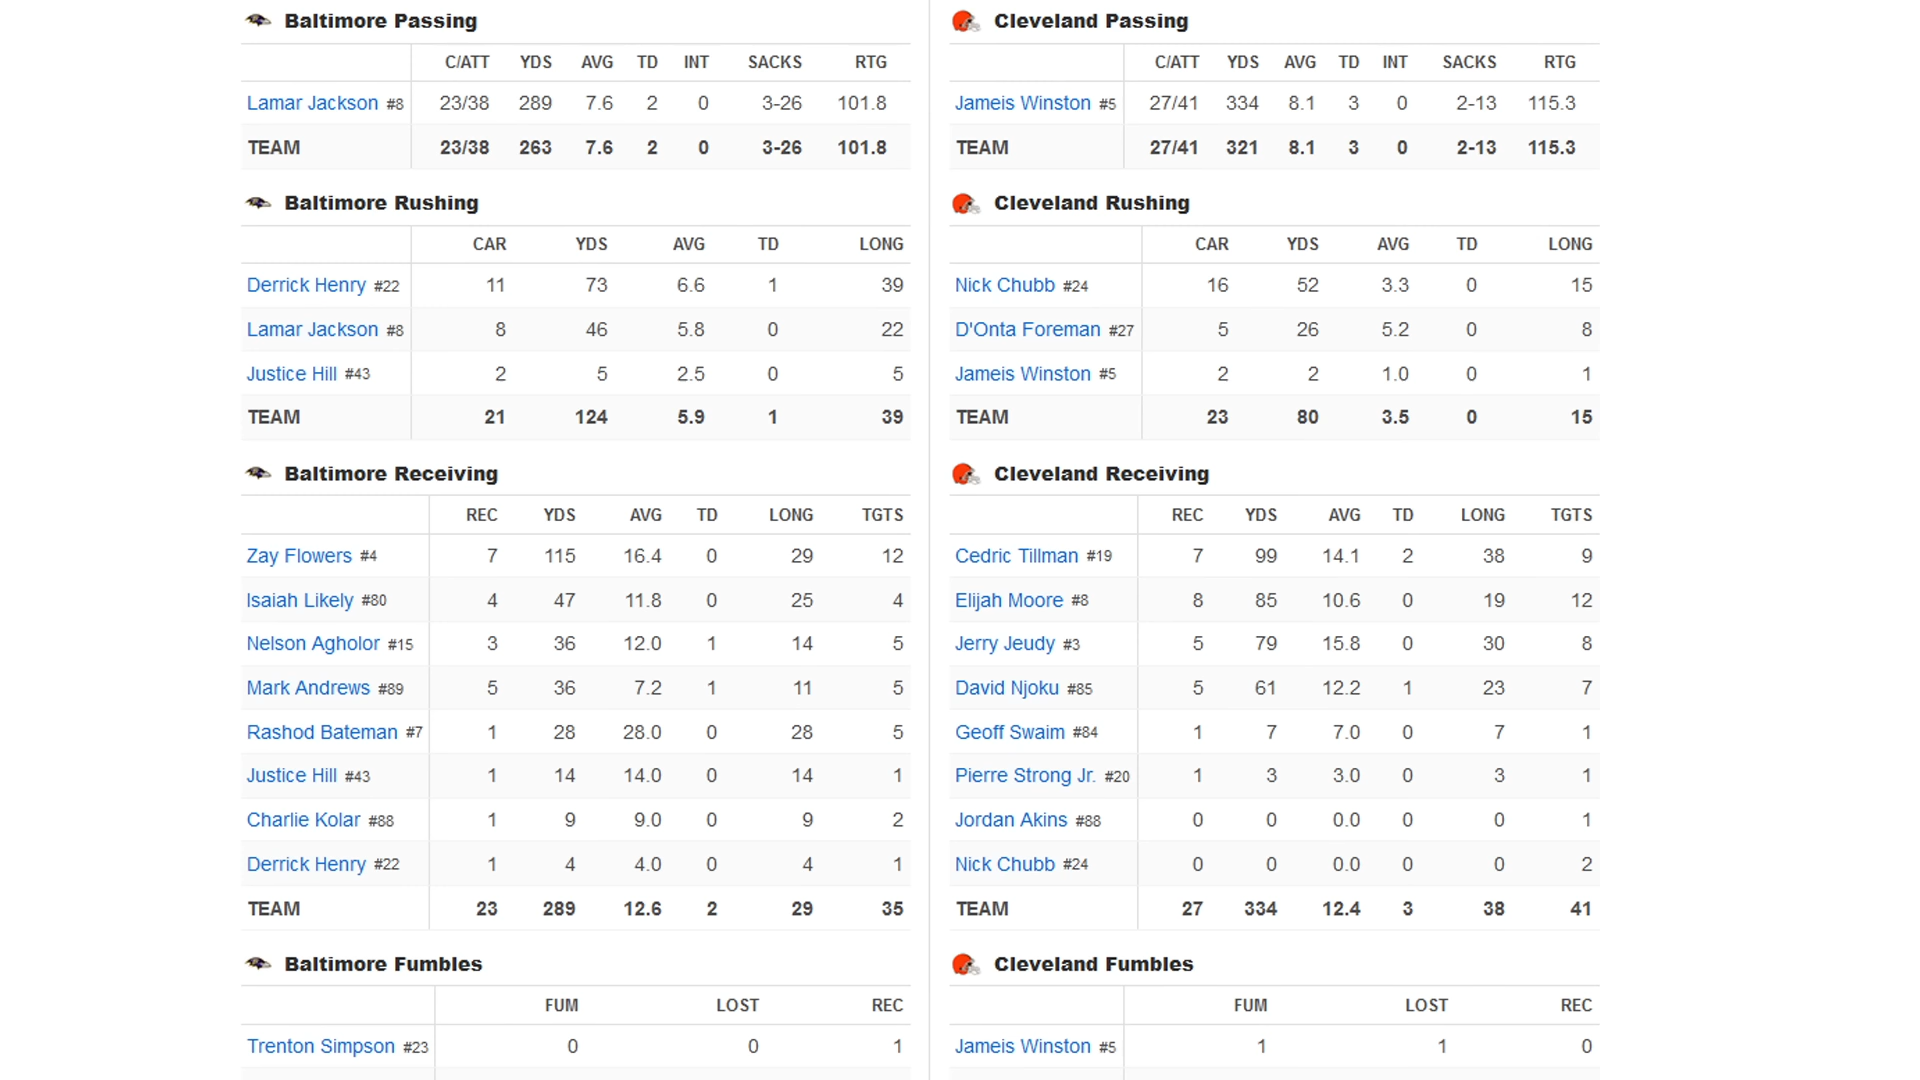 Baltimore Passing
C/ATT YDS AVG TD INT SACKS RTG
Lamar Jackson #8 23/38 289 7.6 2 0 3-26 101.8
TEAM 23/38 263 7.6 2 0 3-26 101.8
Baltimore Rushing
CAR YDS AVG TD LONG
Derrick Henry #22 11 73 6.6 1 39
Lamar Jackson #8 8 46 5.8 0 22
Justice Hill #43 2 5 2.5 0 5
TEAM 21 124 5.9 1 39
Baltimore Receiving
REC YDS AVG TD LONG TGTS
Zay Flowers #4 7 115 16.4 0 29 12
Isaiah Likely #80 4 47 11.8 0 25 4
Nelson Agholor #15 3 36 12.0 1 14 5
Mark Andrews #89 5 36 7.2 1 11 5
Rashod Bateman #7 1 28 28.0 0 28 5
Justice Hill #43 1 14 14.0 0 14 1
Charlie Kolar #88 1 9 9.0 0 9 2
Derrick Henry #22 1 4 4.0 0 4 1
TEAM 23 289 12.6 2 29 35
Baltimore Fumbles
FUM LOST REC
Trenton Simpson #23 0 0 1
Cleveland Passing
C/ATT YDS AVG TD INT SACKS RTG
Jameis Winston #5 27/41 334 8.1 3 0 2-13 115.3
TEAM 27/41 321 8.1 3 0 2-13 115.3
Cleveland Rushing
CAR YDS AVG TD LONG
Nick Chubb #24 16 52 3.3 0 15
D'Onta Foreman #27 5 26 5.2 0 8
Jameis Winston #5 2 2 1.0 0 1
TEAM 23 80 3.5 0 15
Cleveland Receiving
REC YDS AVG TD LONG TGTS
Cedric Tillman #19 7 99 14.1 2 38 9
Elijah Moore #8 8 85 10.6 0 19 12
Jerry Jeudy #3 5 79 15.8 0 30 8
David Njoku #85 5 61 12.2 1 23 7
Geoff Swaim #84 1 7 7.0 0 7 1
Pierre Strong Jr. #20 1 3 3.0 0 3 1
Jordan Akins #88 0 0 0.0 0 0 1
Nick Chubb #24 0 0 0.0 0 0 2
TEAM 27 334 12.4 3 38 41
Cleveland Fumbles
FUM LOST REC
Jameis Winston #5 1 1 0